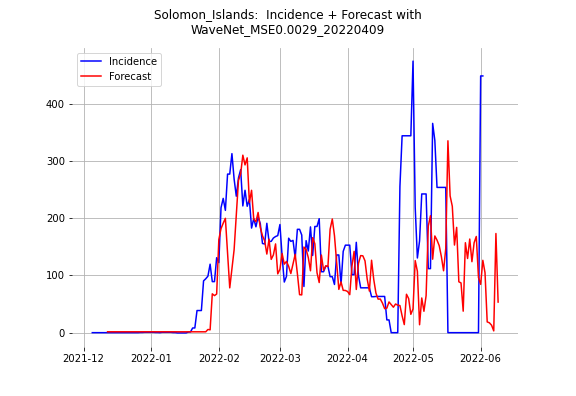 Solomon_Islands:  Incidence + Forecast with
WaveNet_MSE0.0029_20220409
Incidence
Forecast
400
300
200
100
0
2021-12 2022-01 2022-02 2022-03 2022-04 2022-05 2022-06